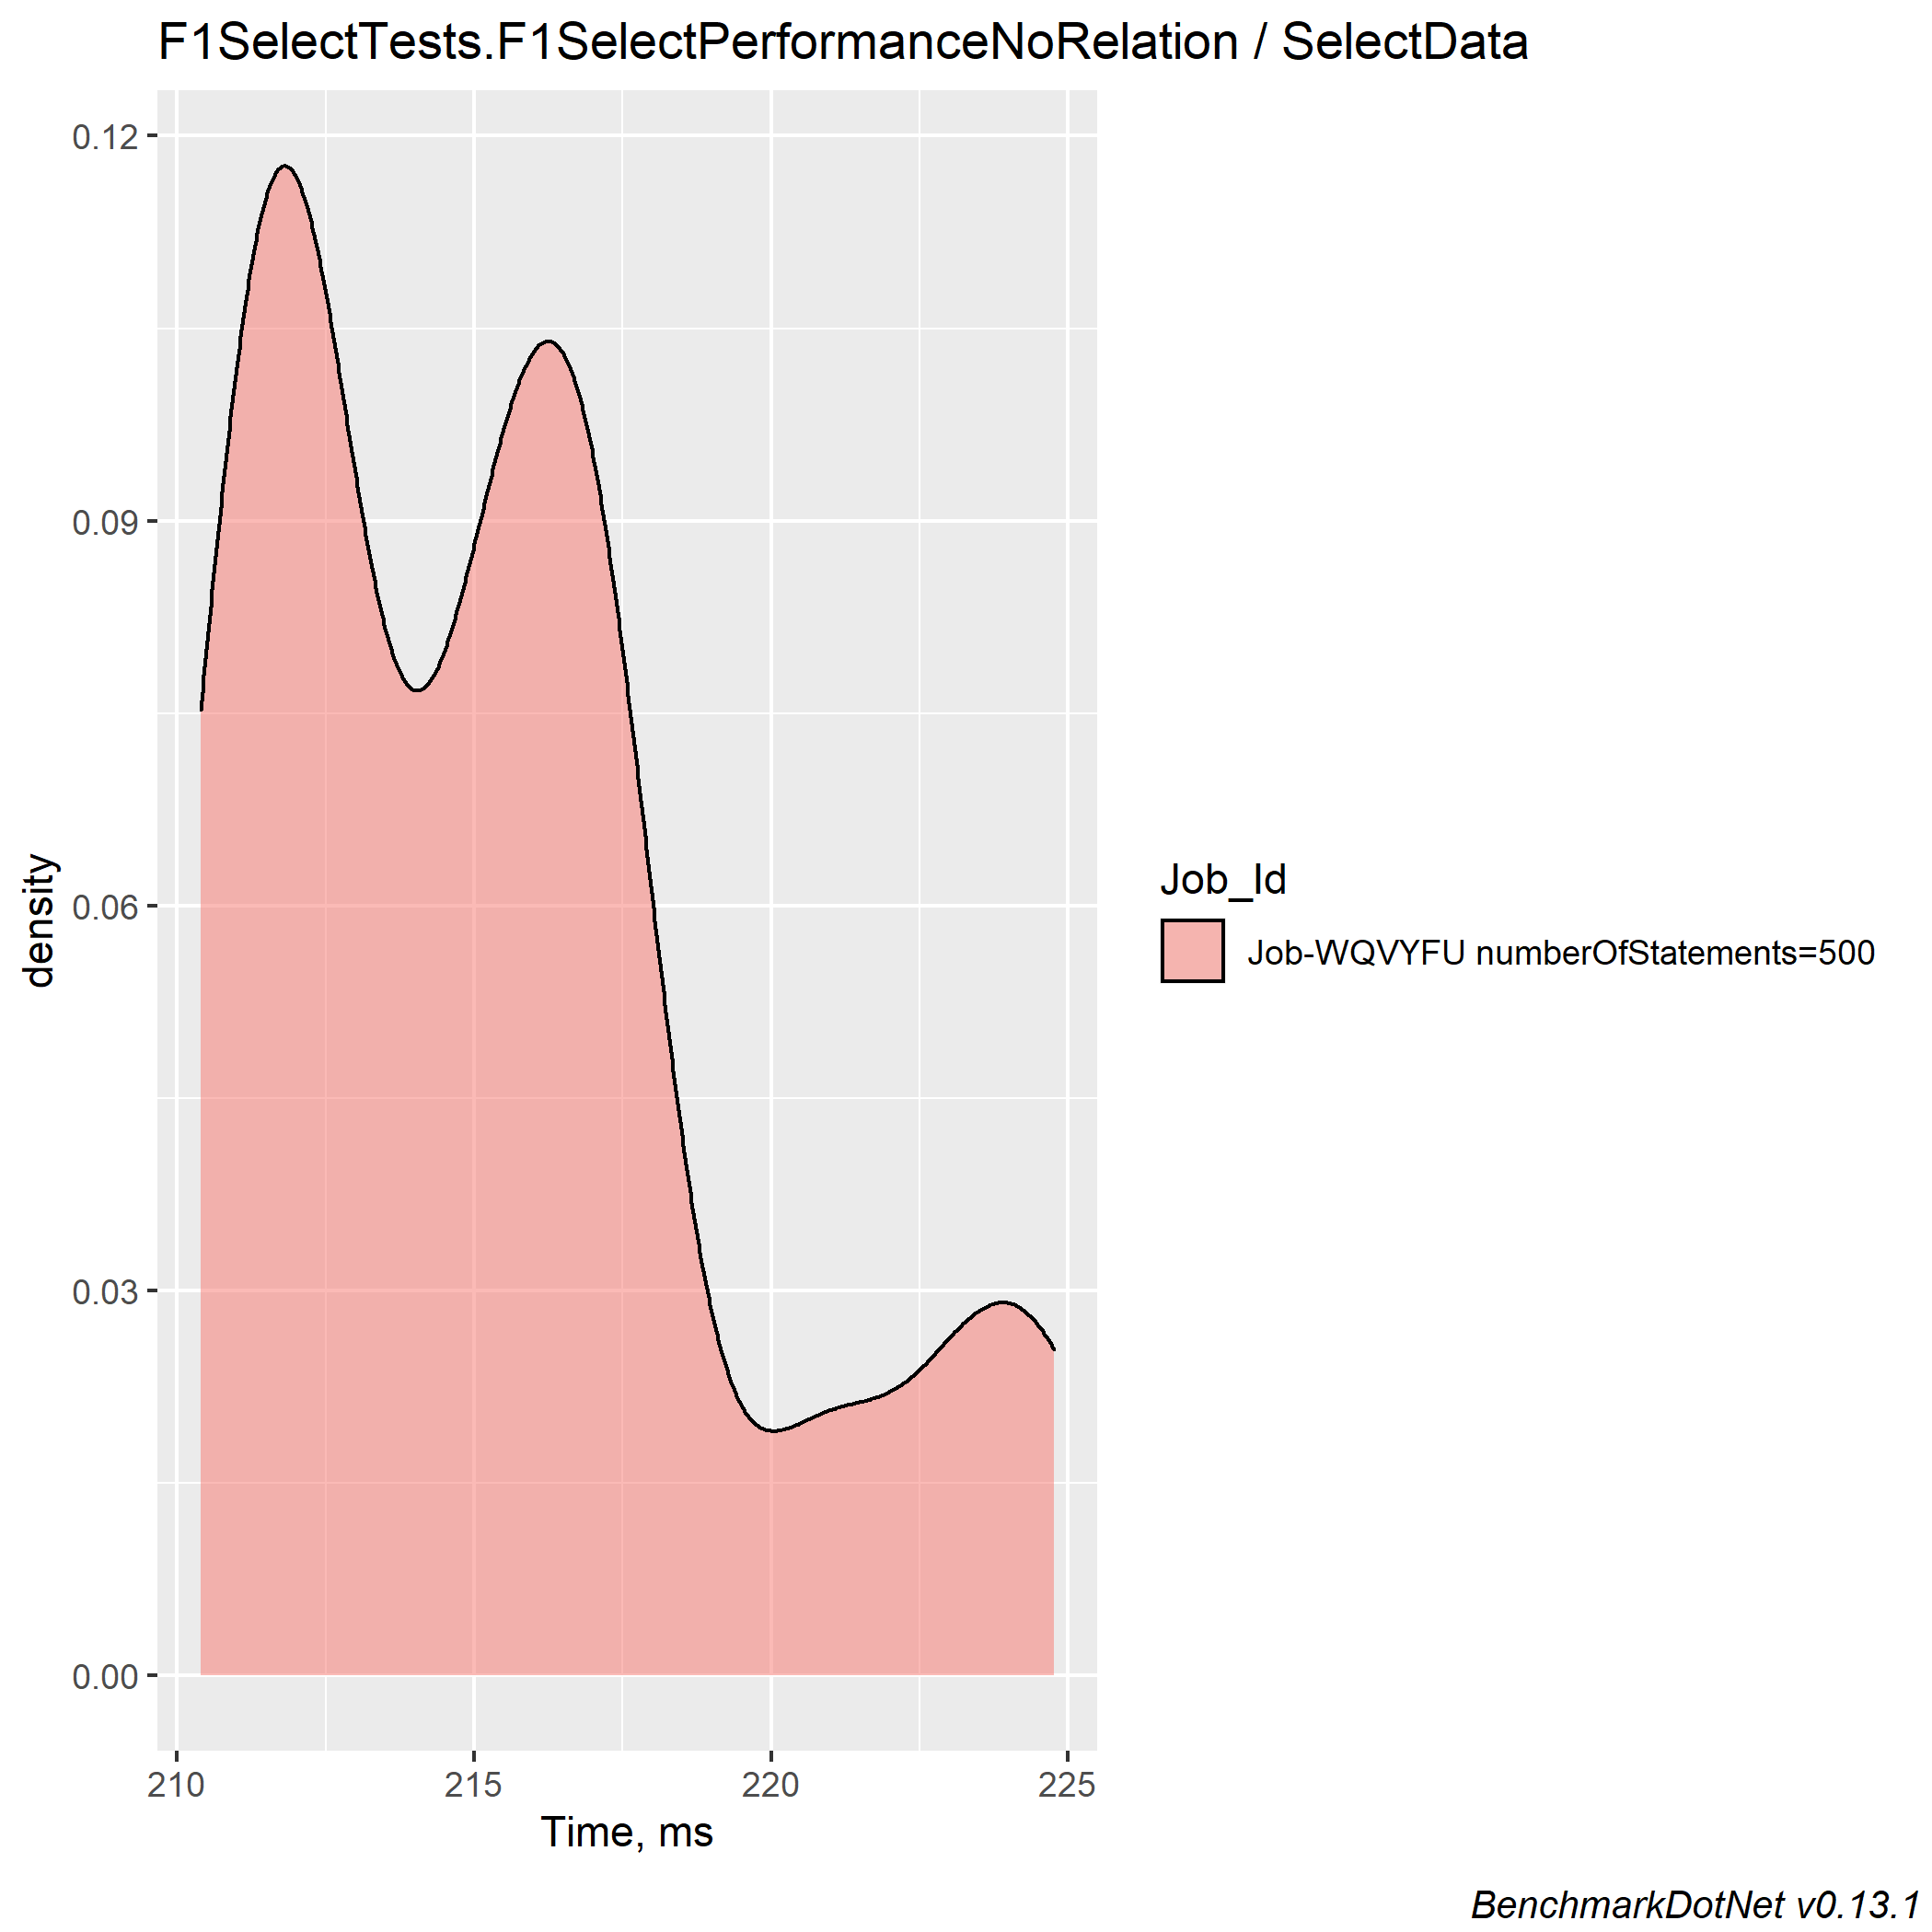 F1SelectTests.F1SelectPerformanceNoRelation / SelectData
0.12
0.09
0.06
0.03
0.00
density
210 215 220 225
Time, ms
Job_Id
Job-WQVYFU numberOfStatements=500
BenchmarkDotNet v0.13.1